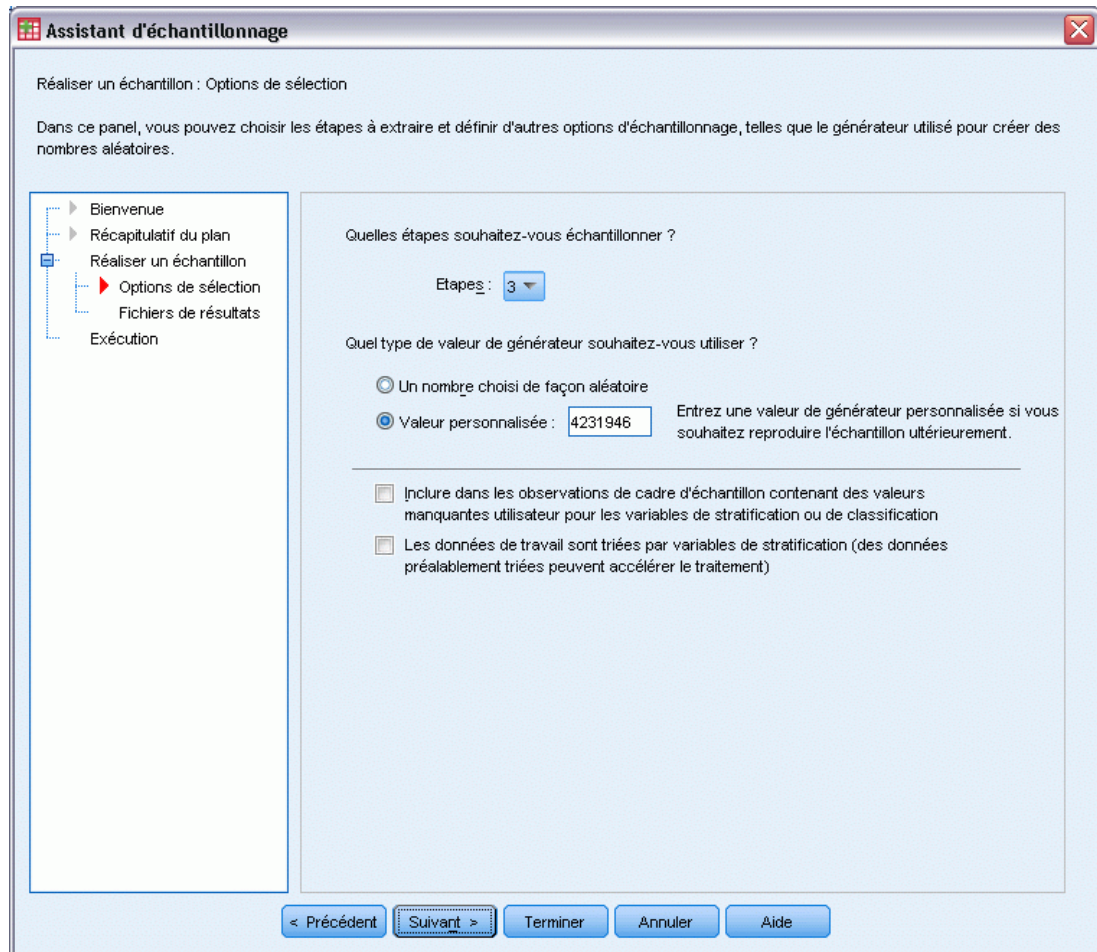 Assistant d'échantillonnage
Réaliser un échantillon : Options de sélection
Dans ce panel, vous pouvez choisir les étapes à extraire et définir d'autres options d'échantillonnage, telles que le générateur utilisé pour créer des
nombres aléatoires.
Bienvenue
Récapitulatif du plan
Réaliser un échantillon
Options de sélection
Fichiers de résultats
Exécution
Quelles étapes souhaitez-vous échantillonner ?
Etapes : 3
Quel type de valeur de générateur souhaitez-vous utiliser ?
Un nombre choisi de façon aléatoire
Valeur personnalisée : 4231946
Entrez une valeur de générateur personnalisée si vous
souhaitez reproduire l'échantillon ultérieurement.
Inclure dans les observations de cadre d'échantillon contenant des valeurs
manquantes utilisateur pour les variables de stratification ou de classification
Les données de travail sont triées par variables de stratification (des données
préalablement triées peuvent accélérer le traitement)
< Précédent Suivant > Terminer Annuler Aide